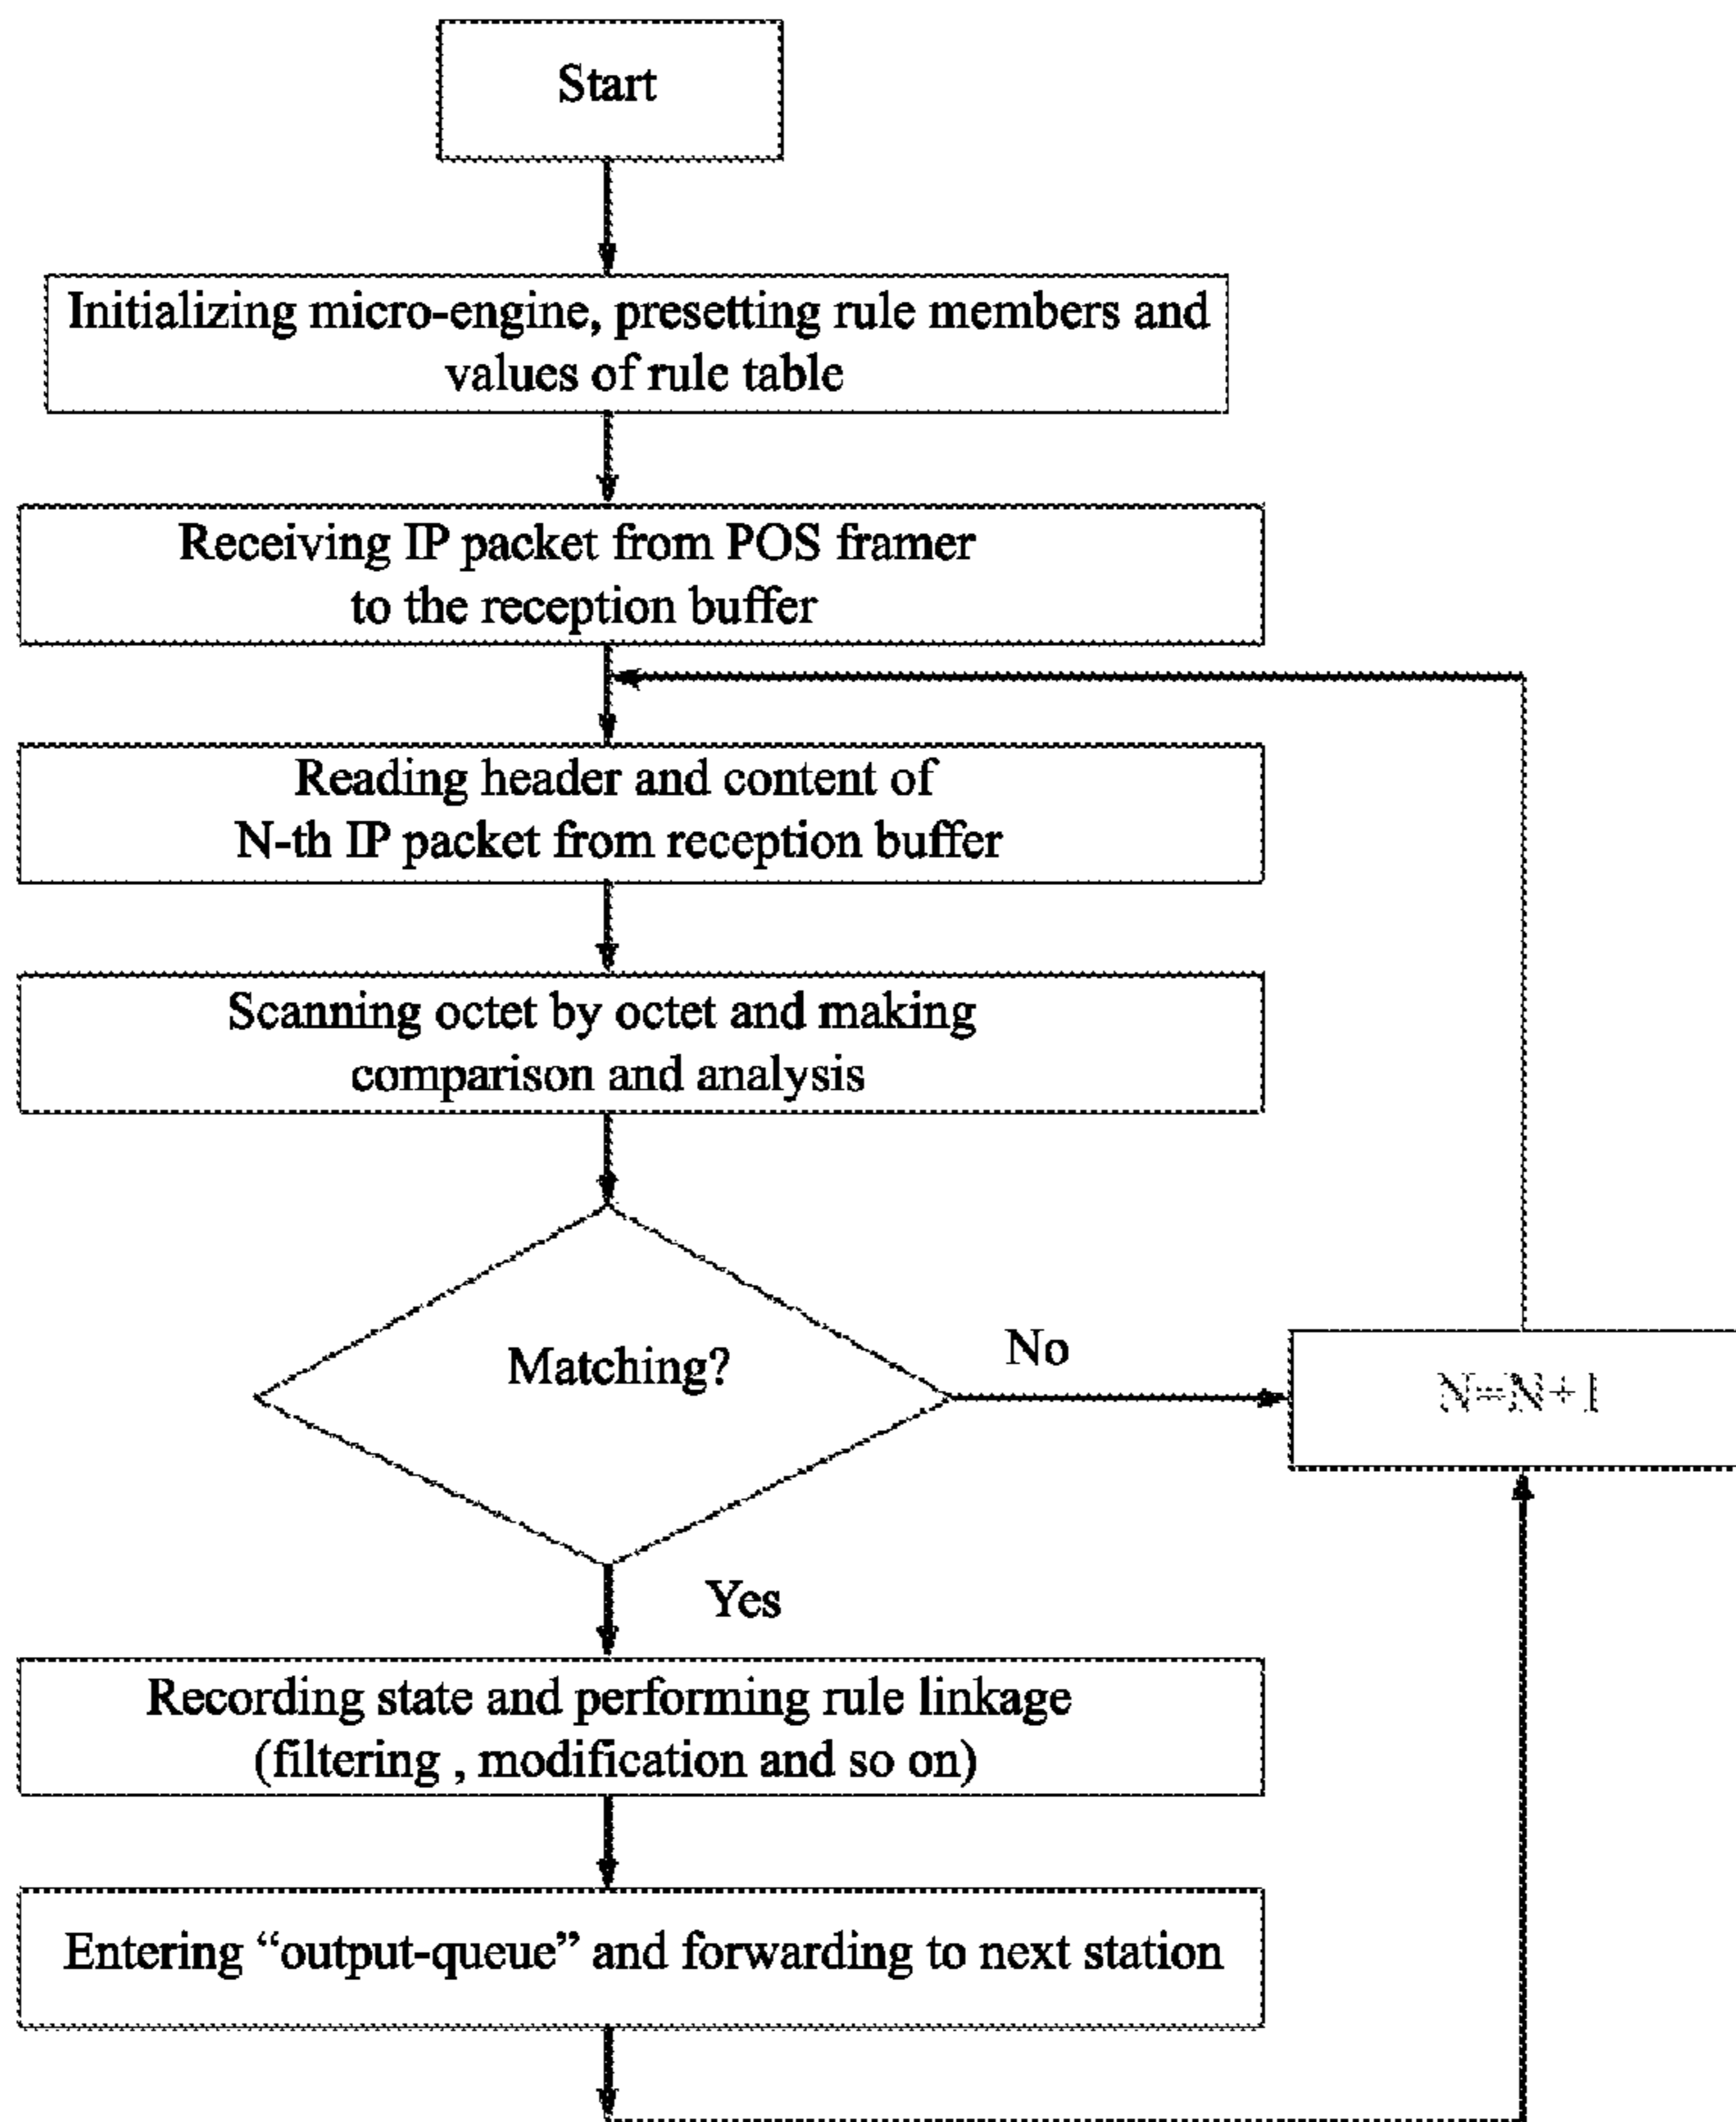 Start
Initializing micro-engine, presetting rule members and
values of rule table
Receiving IP packet from POS framer
to the reception buffer
Reading header and content of
N-th IP packet from reception buffer
Scanning octet by octet and making
comparison and analysis
Matching?
No
N=N+1
Yes
Recording state and performing rule linkage
(filtering , modification and so on)
Entering “output-queue” and forwarding to next station